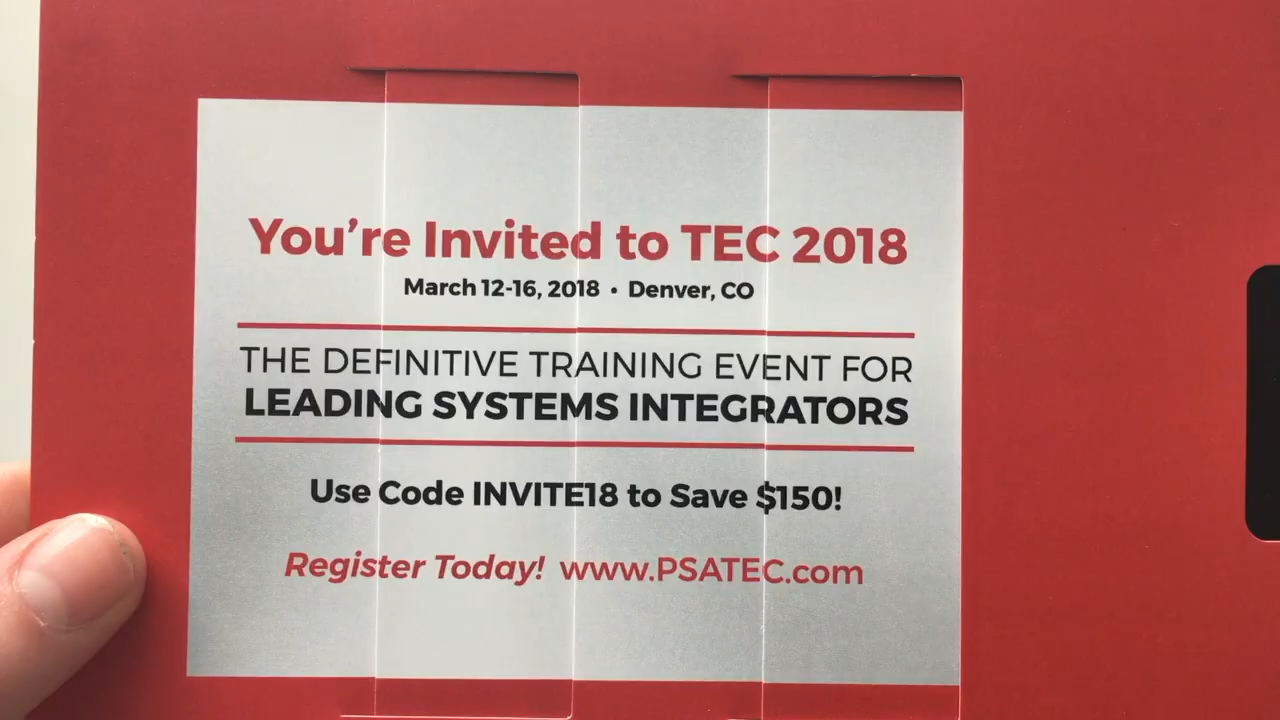 You're Invited to TEC 2018
March 12-16, 2018 • Denver, CO
THE DEFINITIVE TRAINING EVENT FOR
LEADING SYSTEMS INTEGRATORS
Use Code INVITE18 to Save $150!
Register Today! www.PSATEC.com